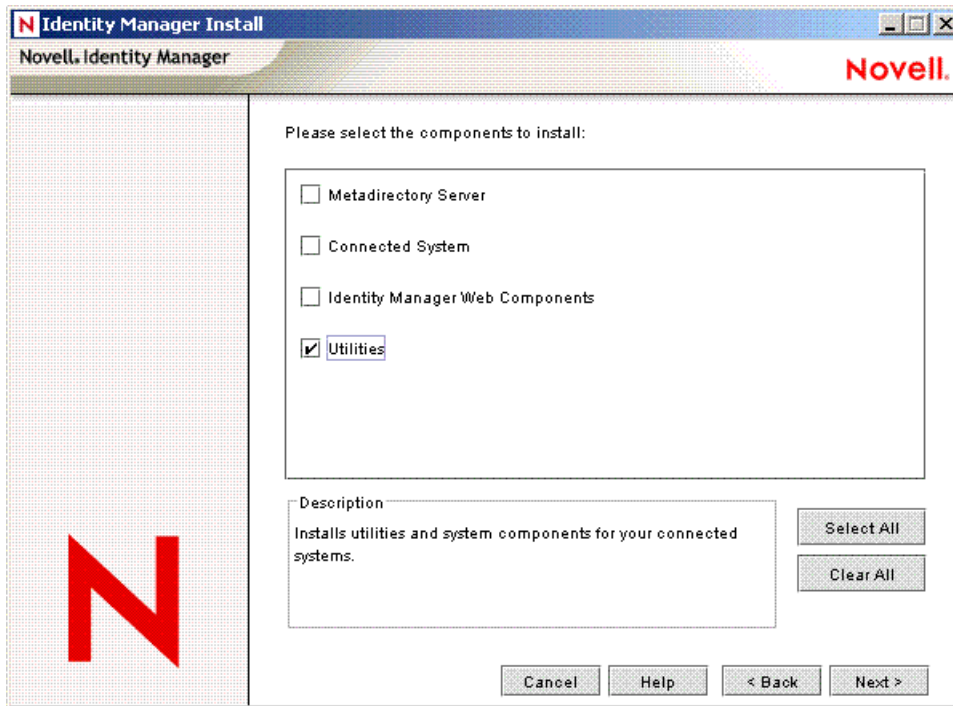 Identity Manager Install
Novell. Identity Manager
Novell.
Please select the components to install:
Metadirectory Server
Connected System
Identity Manager Web Components
Utilities
Description
Installs utilities and system components for your connected
systems.
Select All
Clear All
Cancel
Help
< Back
Next >